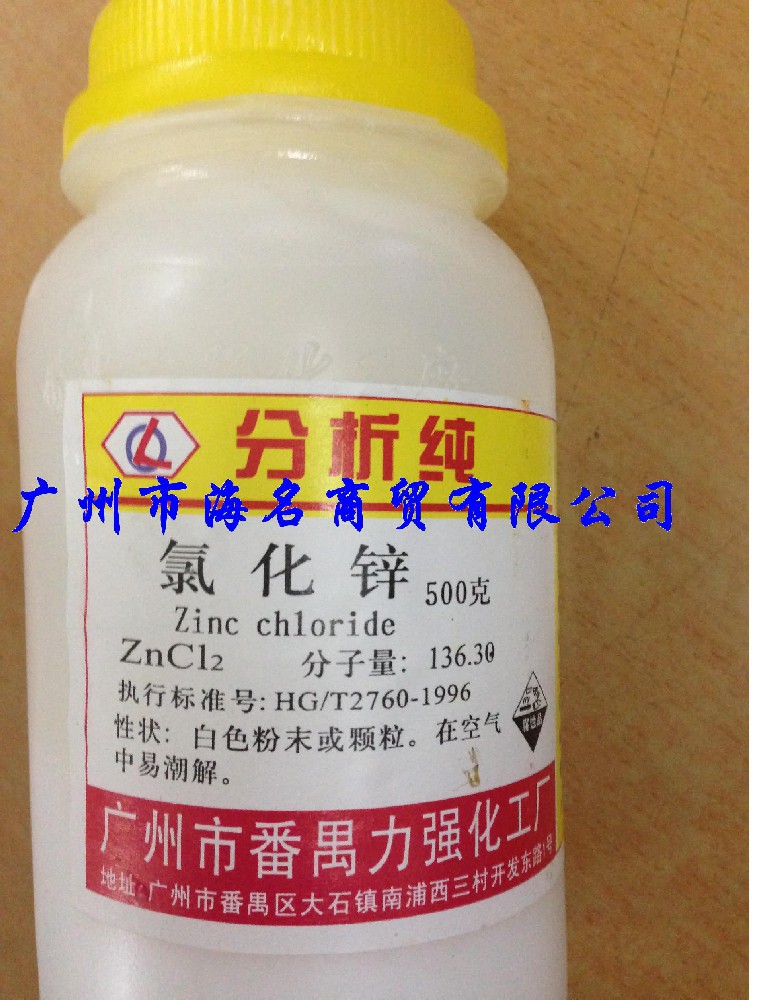 分析纯
广州市海名商贸有限公司
氯化锌 500克
Zinc chloride
ZnCl₂ 分子量: 136.30
执行标准号: HG/T2760-1996
性状: 白色粉末或颗粒。在空气
中易潮解。
腐蚀品
广州市番禺力强化工厂
地址: 广州市番禺区大石镇南浦西三村开发东路1号